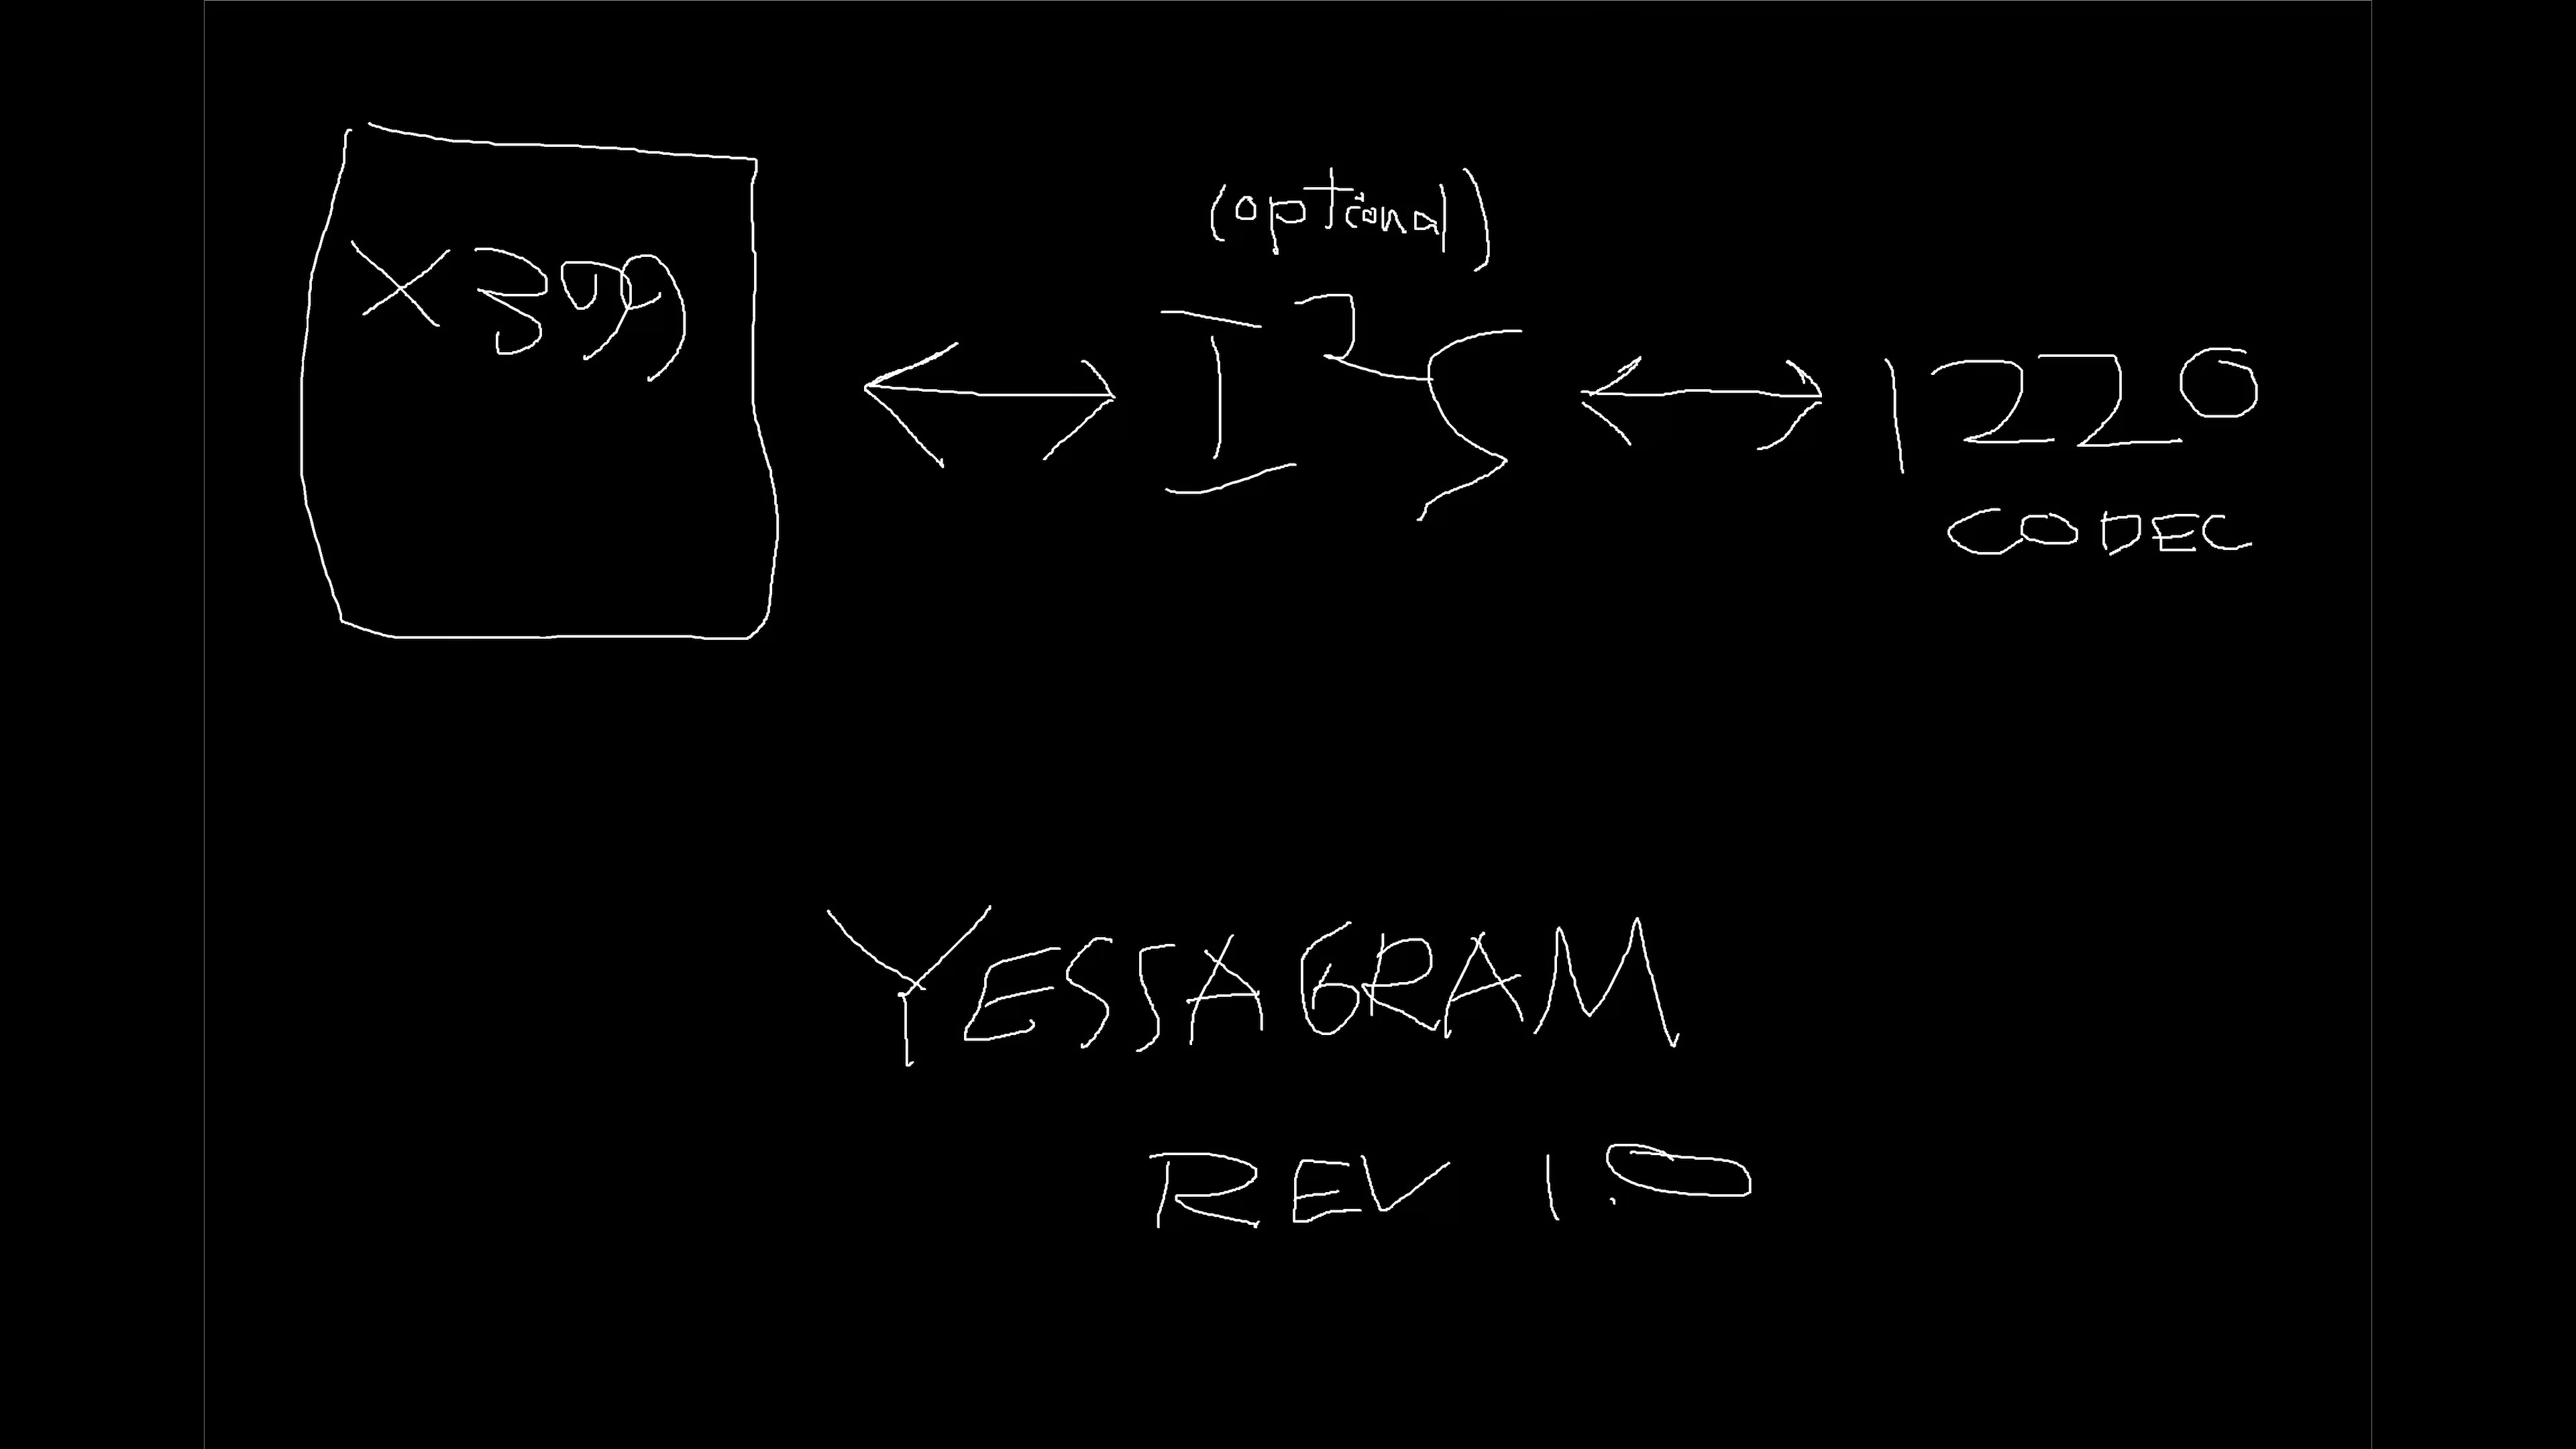 (optional)
X399
I²S
1220
CODEC
YESSAGRAM
REV 1.0